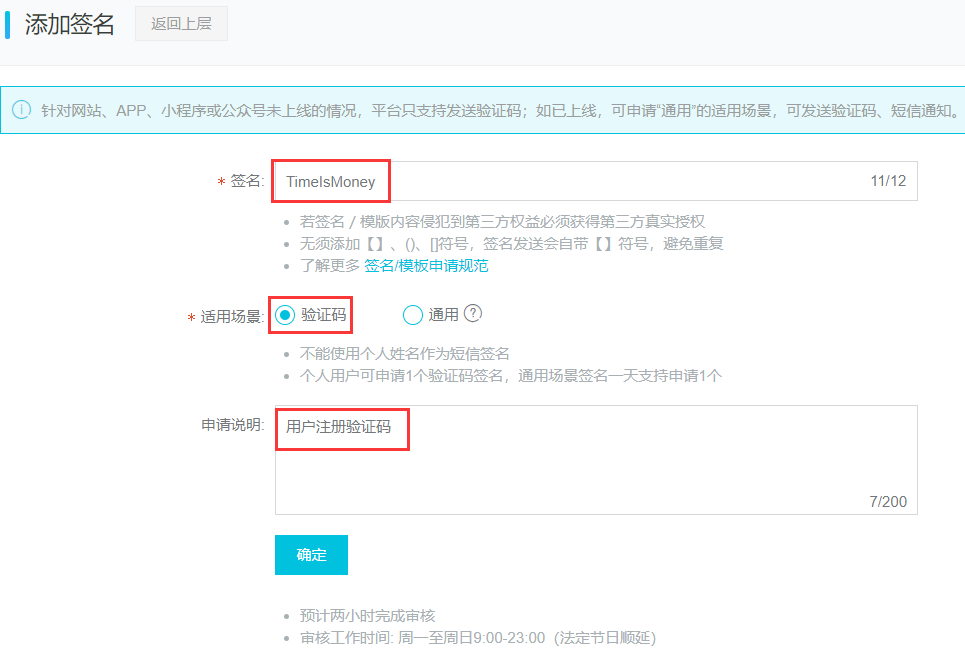 添加签名 返回上层
针对网站、APP、小程序或公众号未上线的情况，平台只支持发送验证码；如已上线，可申请“通用”的适用场景，可发送验证码、短信通知。
* 签名: TimeIsMoney 11/12
若签名 / 模版内容侵犯到第三方权益必须获得第三方真实授权
无须添加【】、()、[]符号，签名发送会自带【】符号，避免重复
了解更多 签名/模板申请规范
* 适用场景: 验证码 通用 ?
不能使用个人姓名作为短信签名
个人用户可申请1个验证码签名，通用场景签名一天支持申请1个
申请说明: 用户注册验证码
7/200
确定
预计两小时完成审核
审核工作时间: 周一至周日9:00-23:00（法定节日顺延）